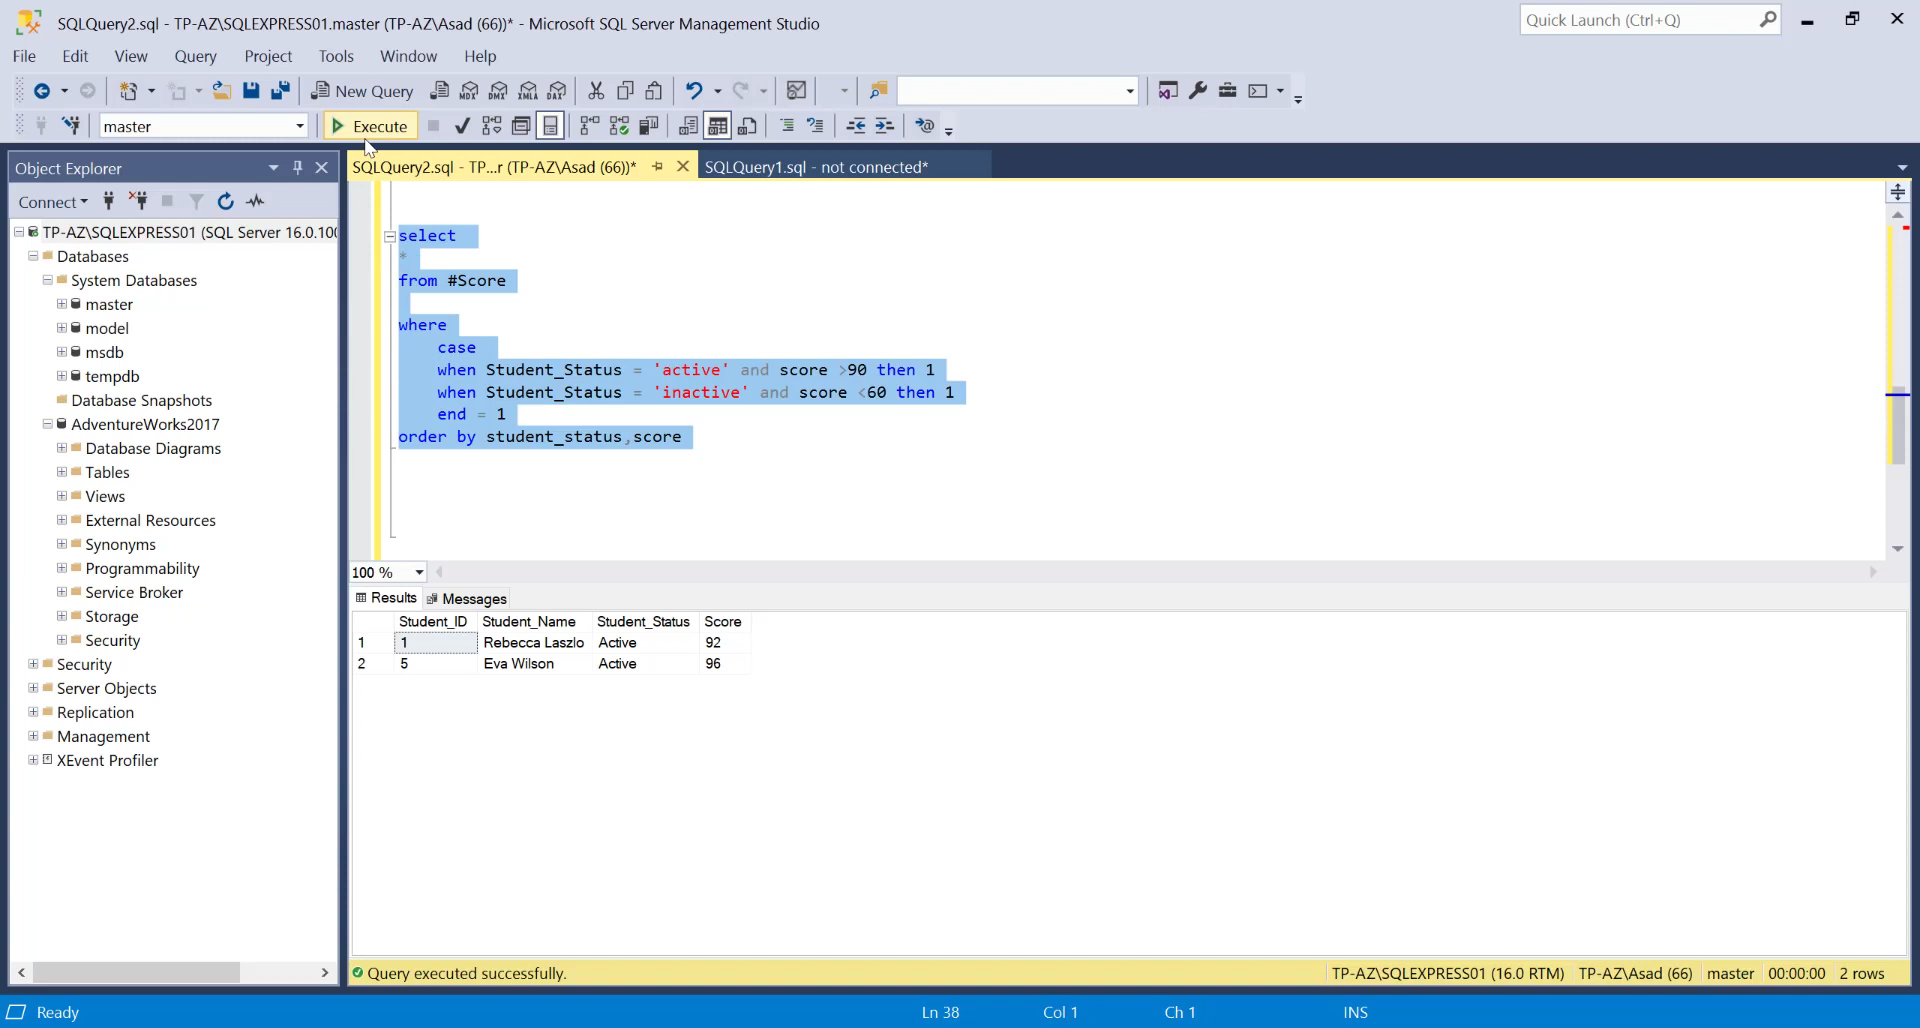 SQLQuery2.sql - TP-AZ\SQLEXPRESS01.master (TP-AZ\Asad (66))* - Microsoft SQL Server Management Studio
Quick Launch (Ctrl+Q)
File Edit View Query Project Tools Window Help
New Query MDX DMX XMLA DAX
master Execute
Object Explorer
SQLQuery2.sql - TP...r (TP-AZ\Asad (66))* SQLQuery1.sql - not connected*
Connect
TP-AZ\SQLEXPRESS01 (SQL Server 16.0.100
Databases
System Databases
master
model
msdb
tempdb
Database Snapshots
AdventureWorks2017
Database Diagrams
Tables
Views
External Resources
Synonyms
Programmability
Service Broker
Storage
Security
Security
Server Objects
Replication
Management
XEvent Profiler
select
*
from #Score
where
case
when Student_Status = 'active' and score >90 then 1
when Student_Status = 'inactive' and score <60 then 1
end = 1
order by student_status,score
100 %
Results Messages
Student_ID Student_Name Student_Status Score
1 1 Rebecca Laszlo Active 92
2 5 Eva Wilson Active 96
Query executed successfully. TP-AZ\SQLEXPRESS01 (16.0 RTM) TP-AZ\Asad (66) master 00:00:00 2 rows
Ready Ln 38 Col 1 Ch 1 INS